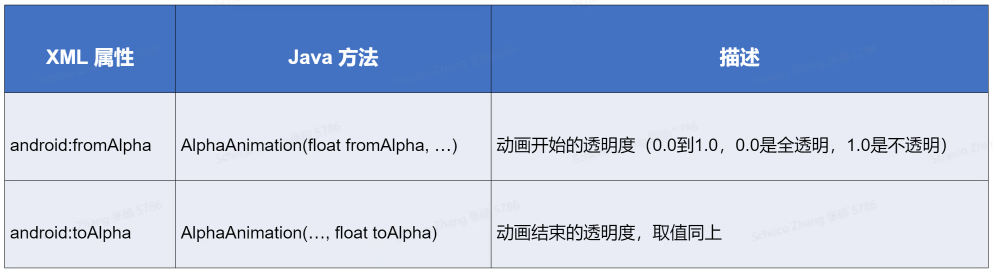 XML 属性 Java 方法 描述
android:fromAlpha AlphaAnimation(float fromAlpha, …) 动画开始的透明度（0.0到1.0，0.0是全透明，1.0是不透明）
android:toAlpha AlphaAnimation(…, float toAlpha) 动画结束的透明度，取值同上